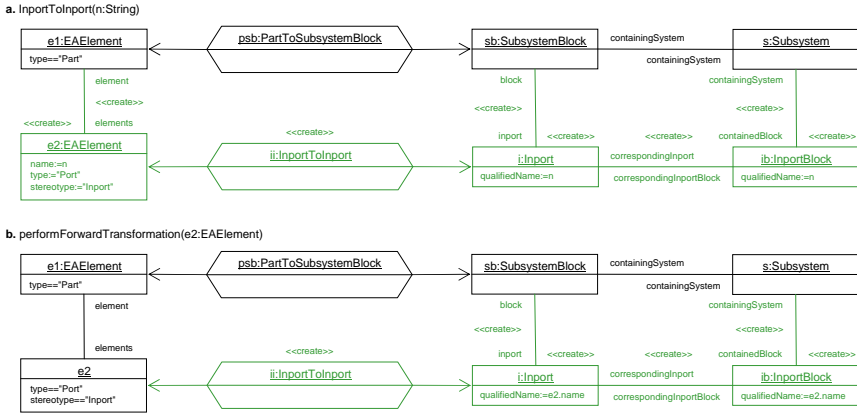 a. InportToInport(n:String)
e1:EAElement
type=="Part"
psb:PartToSubsystemBlock
sb:SubsystemBlock
containingSystem
containingSystem
s:Subsystem
element
<<create>>
<<create>>
elements
block
<<create>>
inport
<<create>>
<<create>>
containingSystem
<<create>>
containedBlock
<<create>>
e2:EAElement
name:=n
type:="Port"
stereotype:="Inport"
<<create>>
ii:InportToInport
i:Inport
qualifiedName:=n
correspondingInport
correspondingInportBlock
ib:InportBlock
qualifiedName:=n
b. performForwardTransformation(e2:EAElement)
e1:EAElement
type=="Part"
psb:PartToSubsystemBlock
sb:SubsystemBlock
containingSystem
containingSystem
s:Subsystem
element
elements
block
<<create>>
inport
<<create>>
<<create>>
containingSystem
<<create>>
containedBlock
<<create>>
e2
type=="Port"
stereotype=="Inport"
<<create>>
ii:InportToInport
i:Inport
qualifiedName:=e2.name
correspondingInport
correspondingInportBlock
ib:InportBlock
qualifiedName:=e2.name